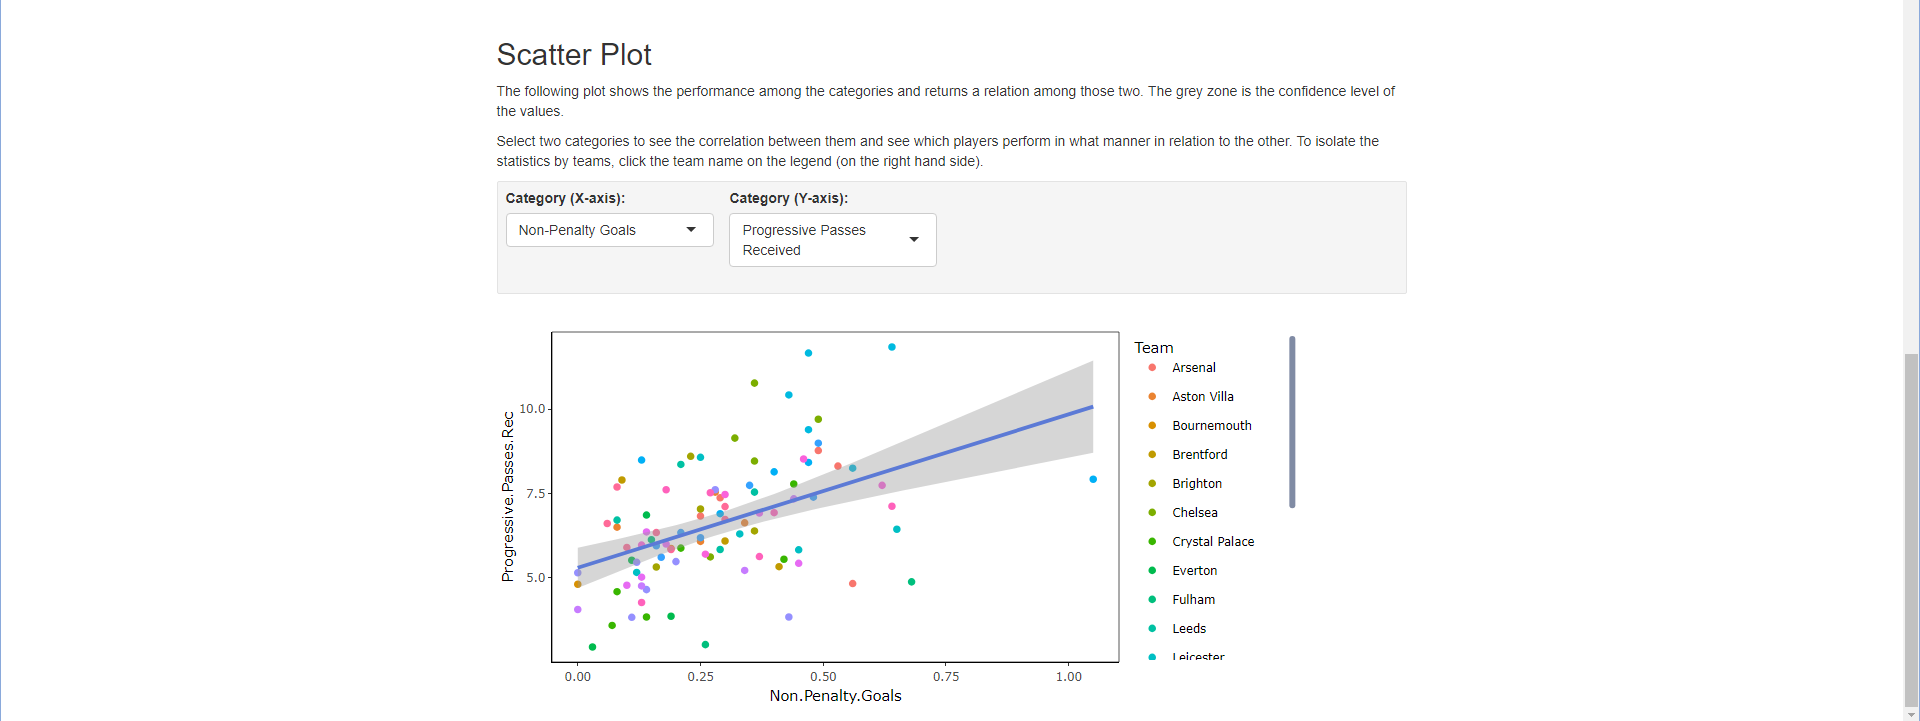 Scatter Plot
The following plot shows the performance among the categories and returns a relation among those two. The grey zone is the confidence level of
the values.
Select two categories to see the correlation between them and see which players perform in what manner in relation to the other. To isolate the
statistics by teams, click the team name on the legend (on the right hand side).
Category (X-axis):
Non-Penalty Goals
Category (Y-axis):
Progressive Passes
Received
Progressive.Passes.Rec
10.0
7.5
5.0
0.00
0.25
0.50
0.75
1.00
Non.Penalty.Goals
Team
Arsenal
Aston Villa
Bournemouth
Brentford
Brighton
Chelsea
Crystal Palace
Everton
Fulham
Leeds
Leicester